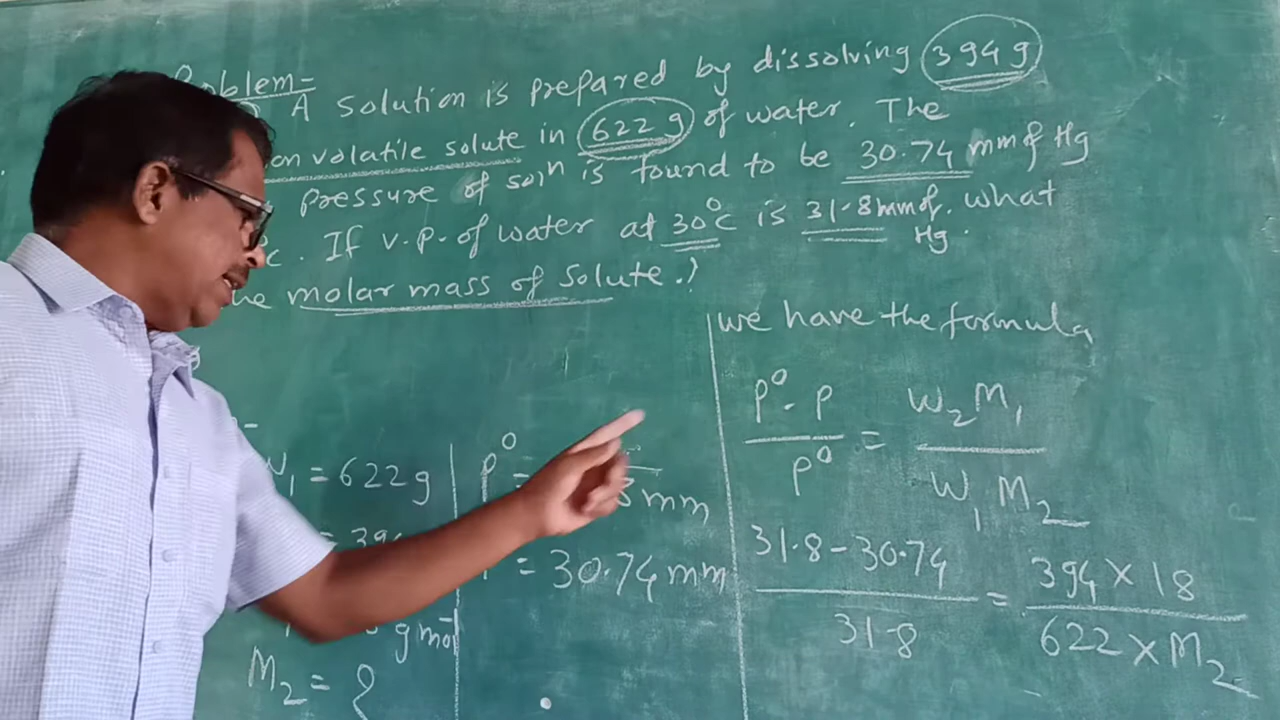 Problem=
A solution is prepared by dissolving 394 g
volatile solute in 622 g of water. The
pressure of solⁿ is found to be 30.74 mm of Hg
c. If v.p. of water at 30°C is 31.8 mm of. what
Hg.
molar mass of solute.?
we have the formula
P° - P / P° = W₂M₁ / W₁M₂
W₁ = 622 g
P° =
mm
= 30.74 mm
31.8 - 30.74 / 31.8 = 394 × 18 / 622 × M₂
g mol
M₂ = ?